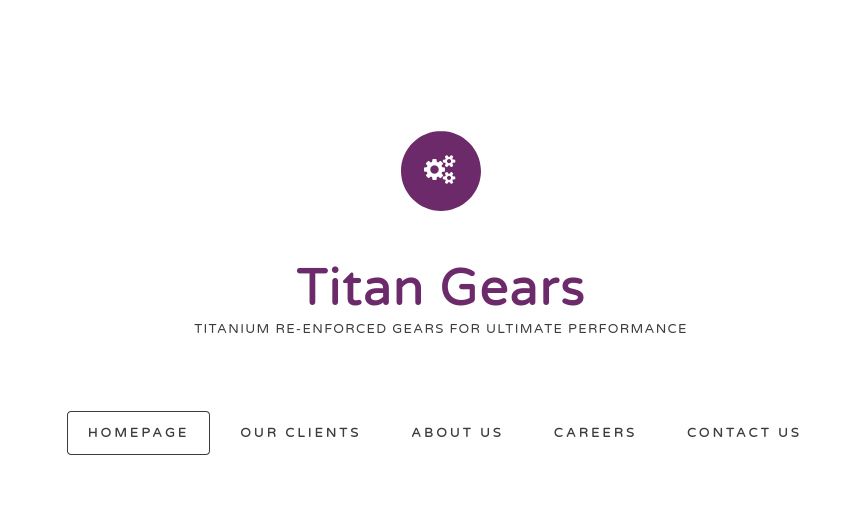 Titan Gears
TITANIUM RE-ENFORCED GEARS FOR ULTIMATE PERFORMANCE
HOMEPAGE OUR CLIENTS ABOUT US CAREERS CONTACT US